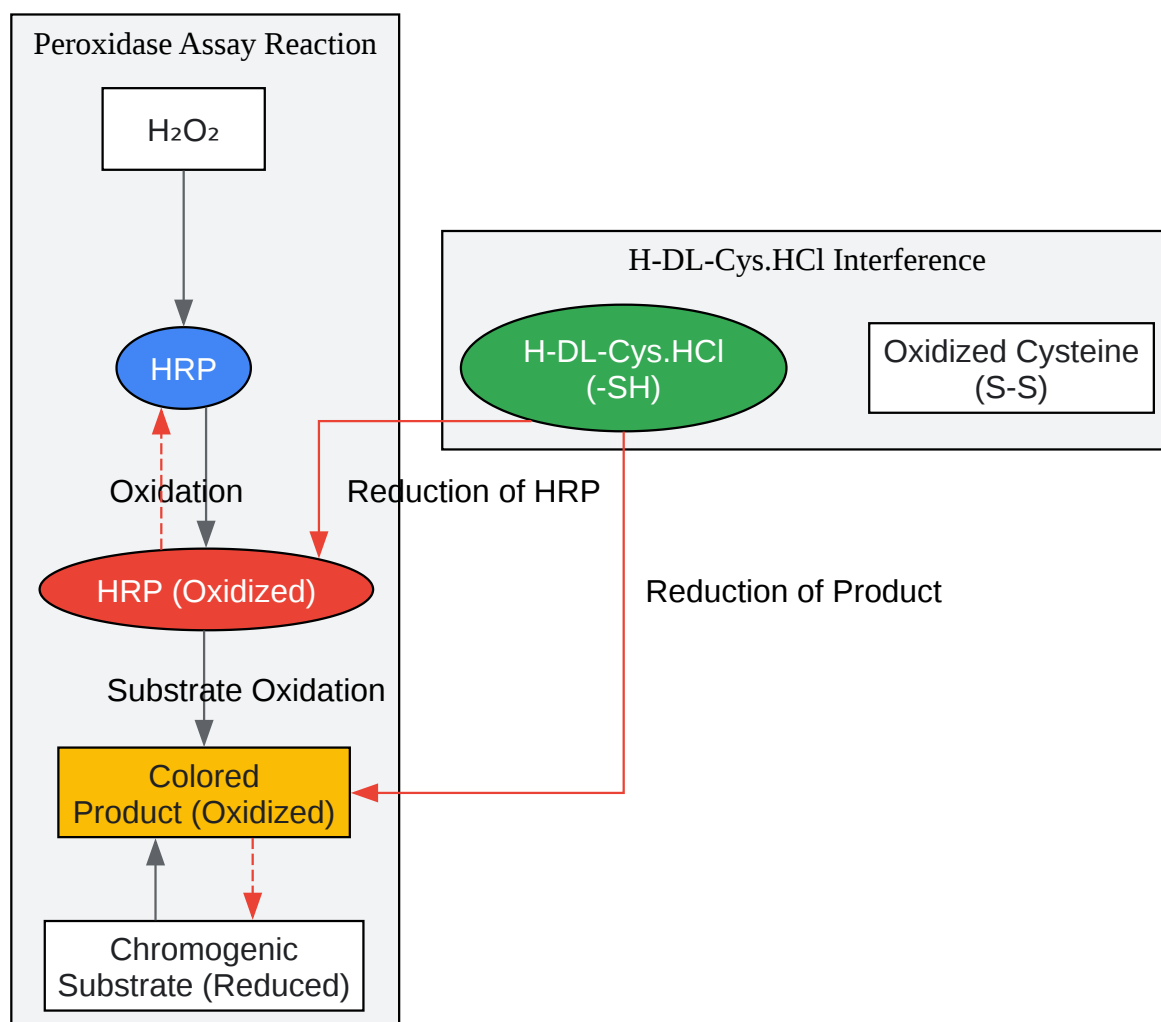 Peroxidase Assay Reaction
H₂O₂
H-DL-Cys.HCl Interference
HRP
H-DL-Cys.HCl
(-SH)
Oxidized Cysteine
(S-S)
Oxidation
Reduction of HRP
HRP (Oxidized)
Reduction of Product
Substrate Oxidation
Colored
Product (Oxidized)
Chromogenic
Substrate (Reduced)